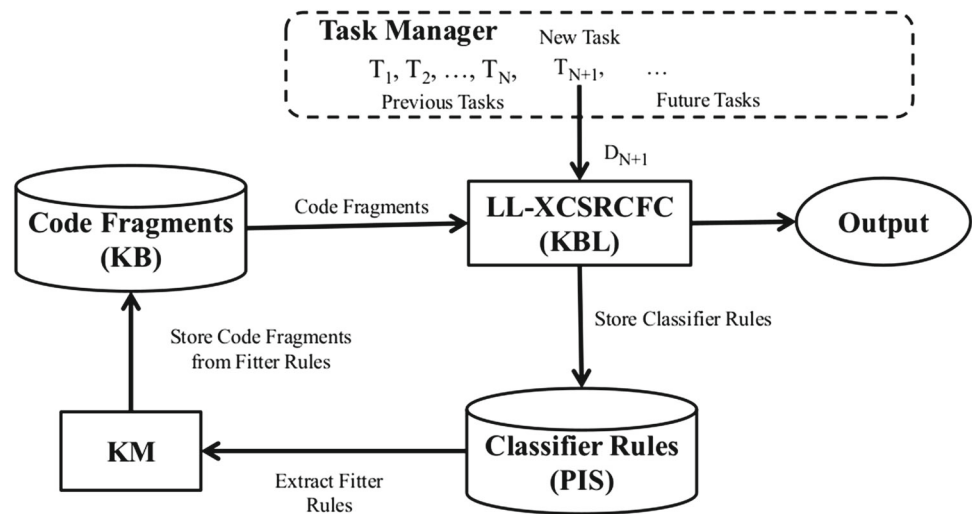 Task Manager
New Task
T1, T2, ..., TN, TN+1, ...
Previous Tasks
Future Tasks
DN+1
Code Fragments
(KB)
Code Fragments
LL-XCSRCFC
(KBL)
Output
Store Code Fragments
from Fitter Rules
Store Classifier Rules
KM
Extract Fitter
Rules
Classifier Rules
(PIS)